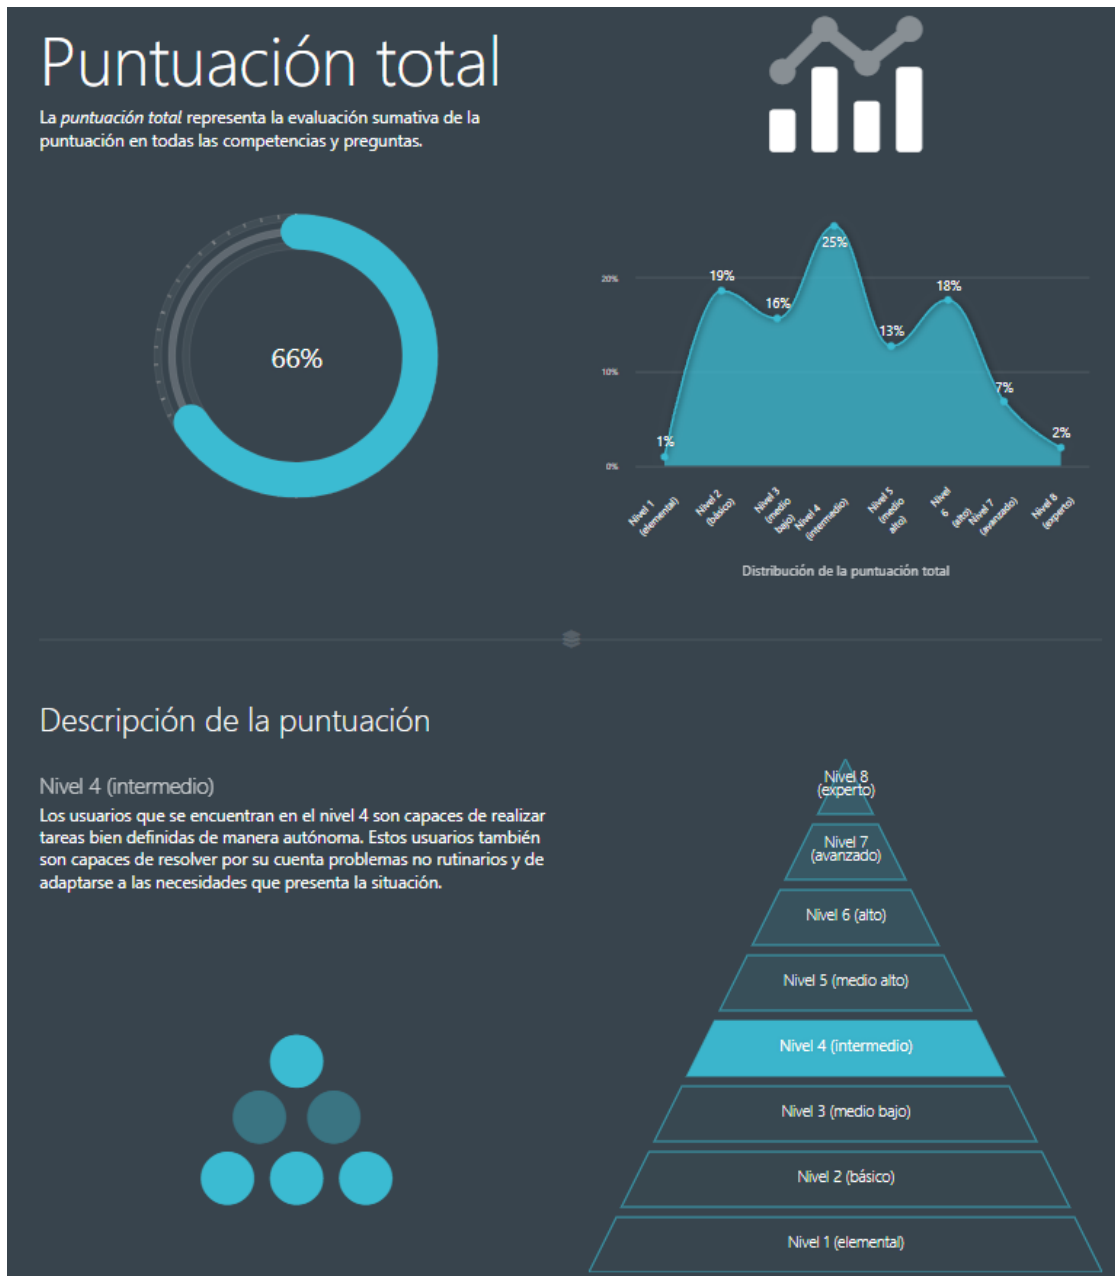 Puntuación total
La puntuación total representa la evaluación sumativa de la
puntuación en todas las competencias y preguntas.
66%
20%
10%
0%
1%
19%
16%
25%
13%
18%
7%
2%
Nivel 1
(elemental)
Nivel 2
(básico)
Nivel 3
(medio
bajo)
Nivel 4
(intermedio)
Nivel 5
(medio
alto)
Nivel
6
(alto)
Nivel 7
(avanzado)
Nivel 8
(experto)
Distribución de la puntuación total
Descripción de la puntuación
Nivel 4 (intermedio)
Los usuarios que se encuentran en el nivel 4 son capaces de realizar
tareas bien definidas de manera autónoma. Estos usuarios también
son capaces de resolver por su cuenta problemas no rutinarios y de
adaptarse a las necesidades que presenta la situación.
Nivel 8
(experto)
Nivel 7
(avanzado)
Nivel 6 (alto)
Nivel 5 (medio alto)
Nivel 4 (intermedio)
Nivel 3 (medio bajo)
Nivel 2 (básico)
Nivel 1 (elemental)